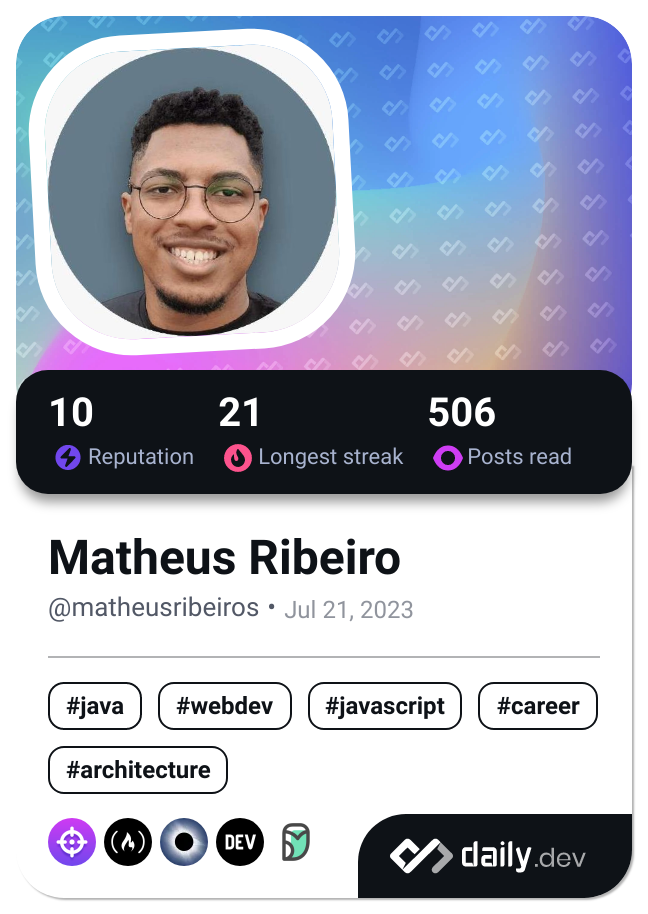 10 21 506
Reputation Longest streak Posts read
Matheus Ribeiro
@matheusribeiros • Jul 21, 2023
#java #webdev #javascript #career
#architecture
DEV
daily.dev